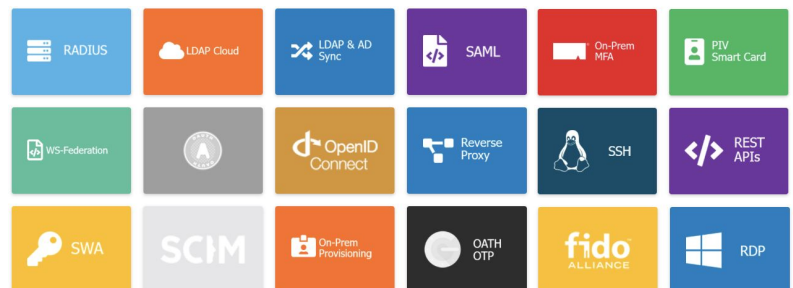 RADIUS
LDAP Cloud
LDAP & AD
Sync
</>
SAML
On-Prem
MFA
PIV
Smart Card
</>
WS-Federation
A
OpenID
Connect
Reverse
Proxy
SSH
</>
REST
APIs
SWA
SCIM
On-Prem
Provisioning
OATH
OTP
fido
ALLIANCE
RDP